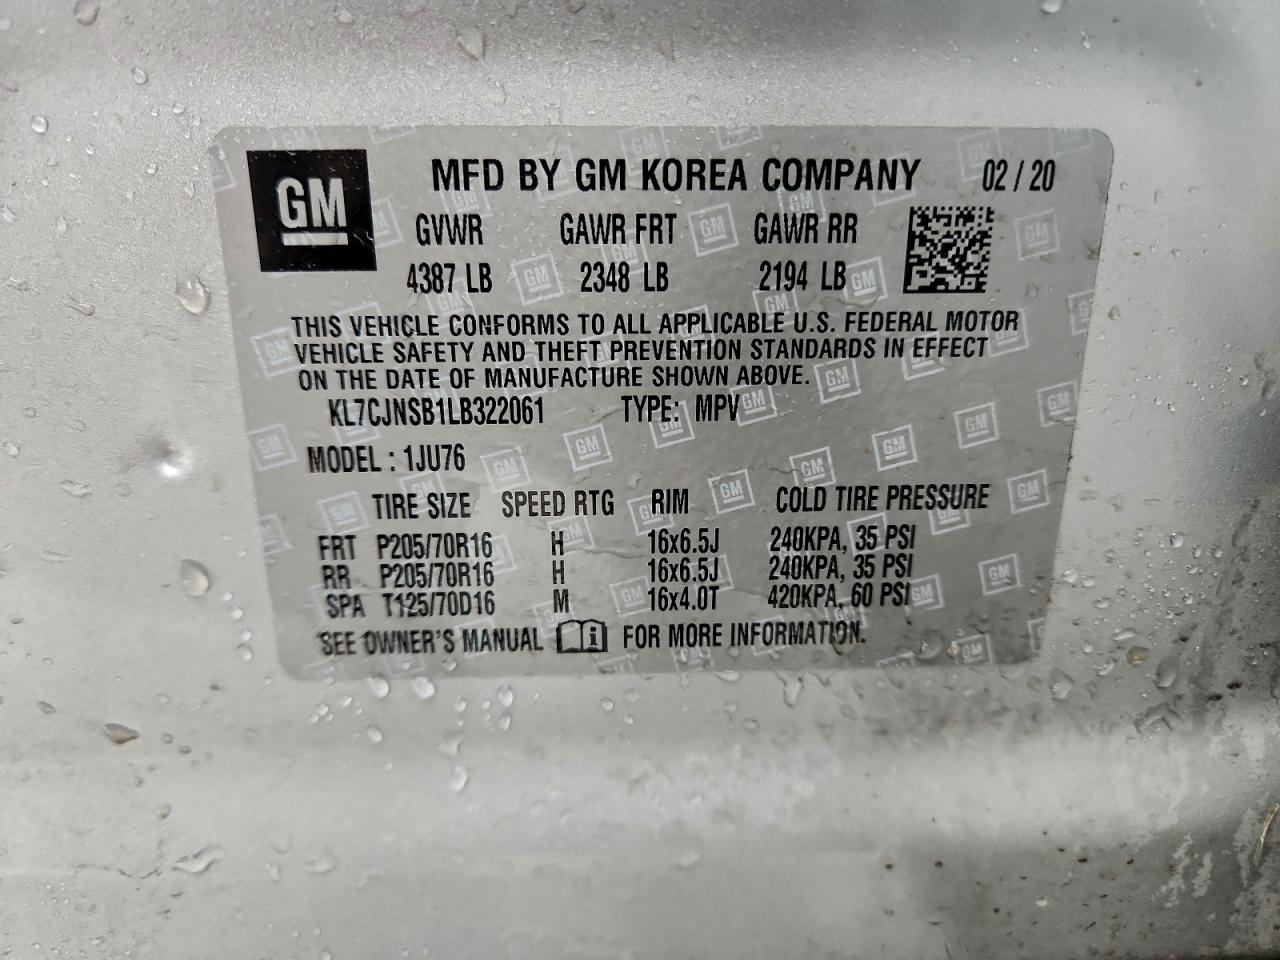 GM
MFD BY GM KOREA COMPANY 02 / 20
GVWR GAWR FRT GAWR RR
4387 LB 2348 LB 2194 LB
THIS VEHICLE CONFORMS TO ALL APPLICABLE U.S. FEDERAL MOTOR
VEHICLE SAFETY AND THEFT PREVENTION STANDARDS IN EFFECT
ON THE DATE OF MANUFACTURE SHOWN ABOVE.
KL7CJNSB1LB322061 TYPE: MPV
MODEL : 1JU76
TIRE SIZE SPEED RTG RIM COLD TIRE PRESSURE
FRT P205/70R16 H 16x6.5J 240KPA, 35 PSI
RR P205/70R16 H 16x6.5J 240KPA, 35 PSI
SPA T125/70D16 M 16x4.0T 420KPA, 60 PSI
SEE OWNER'S MANUAL i FOR MORE INFORMATION.